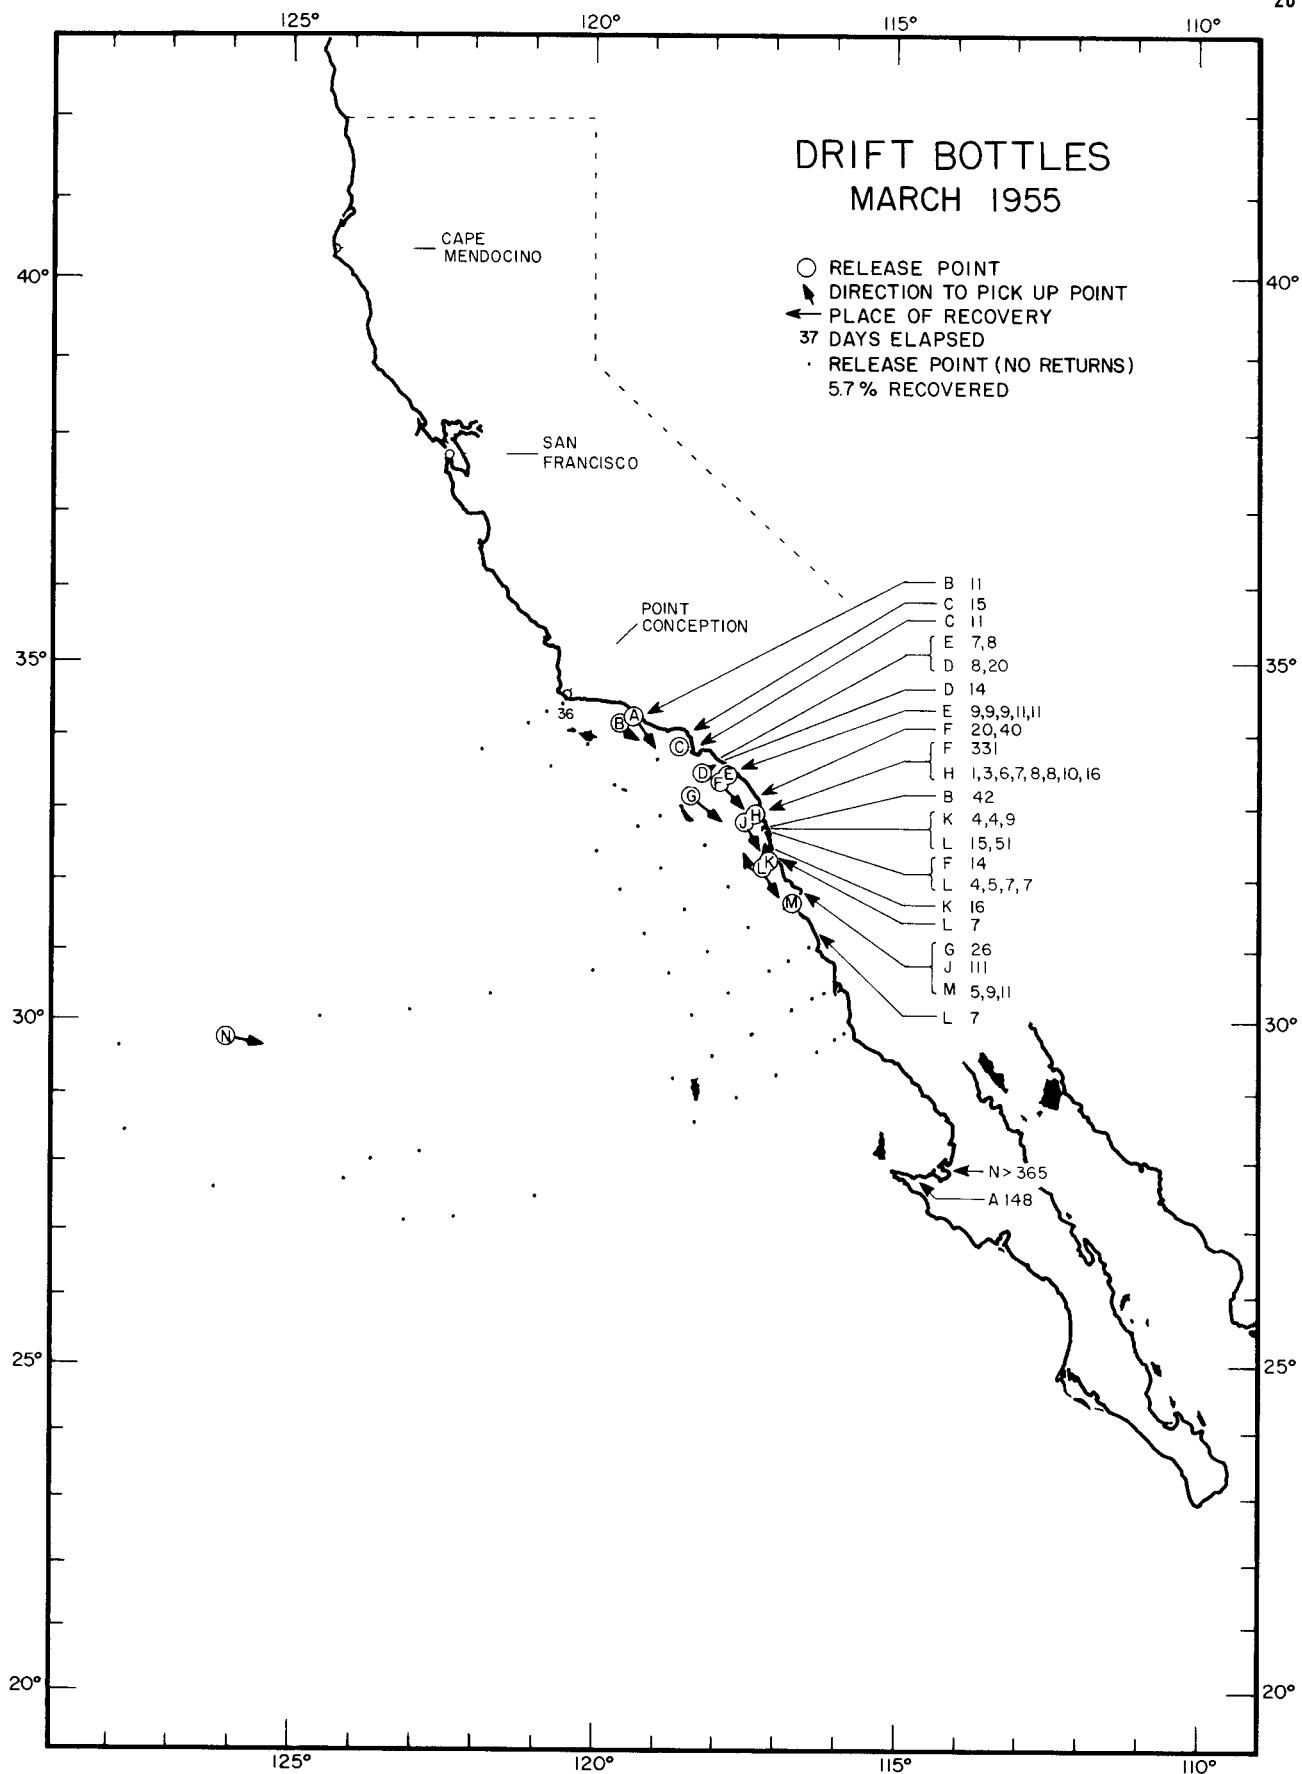 125°
120°
115°
110°
DRIFT BOTTLES
MARCH 1955
RELEASE POINT
DIRECTION TO PICK UP POINT
PLACE OF RECOVERY
37 DAYS ELAPSED
RELEASE POINT (NO RETURNS)
5.7% RECOVERED
CAPE
MENDOCINO
40°
40°
SAN
FRANCISCO
POINT
CONCEPTION
35°
35°
36
A
B
C
D
E
F
G
H
J
K
L
M
N
B 11
C 15
C 11
E 7,8
D 8,20
D 14
E 9,9,9,11,11
F 20,40
F 331
H 1,3,6,7,8,8,10,16
B 42
K 4,4,9
L 15,51
F 14
L 4,5,7,7
K 16
L 7
G 26
J 111
M 5,9,11
L 7
30°
30°
N > 365
A 148
25°
25°
20°
20°
125°
120°
115°
110°